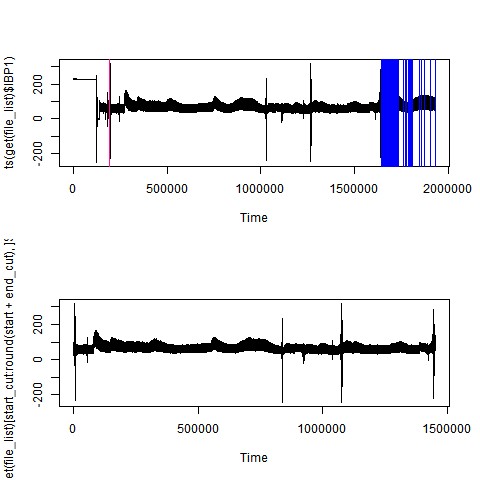 ts(get(file_list)$IBP1)
200
0
-200
0 500000 1000000 1500000 2000000
Time
et(file_list)[start_cut:round(start + end_cut), ]$
200
0
-200
0 500000 1000000 1500000
Time